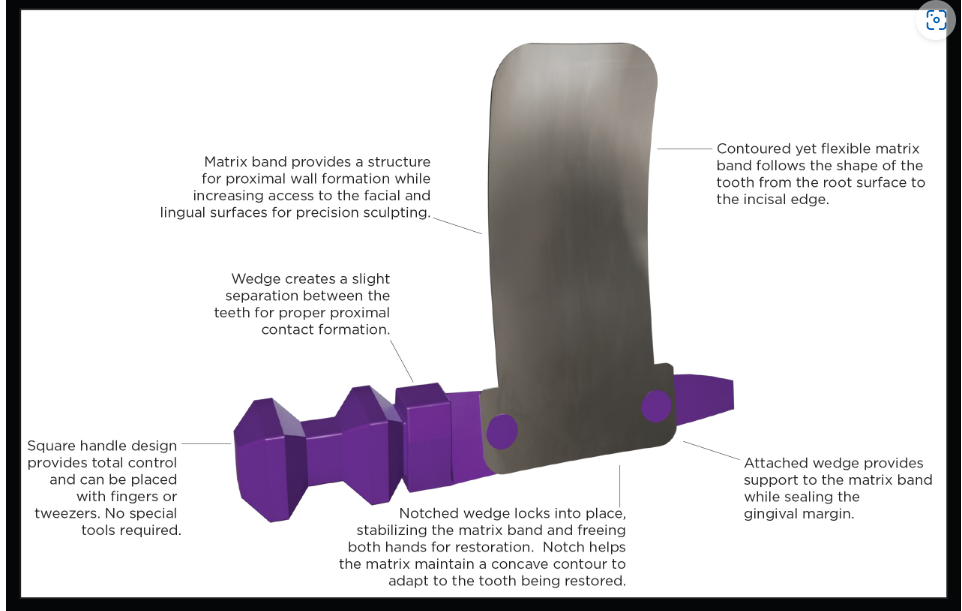 Matrix band provides a structure
for proximal wall formation while
increasing access to the facial and
lingual surfaces for precision sculpting.
Contoured yet flexible matrix
band follows the shape of the
tooth from the root surface to
the incisal edge.
Wedge creates a slight
separation between the
teeth for proper proximal
contact formation.
Square handle design
provides total control
and can be placed
with fingers or
tweezers. No special
tools required.
Notched wedge locks into place,
stabilizing the matrix band and freeing
both hands for restoration. Notch helps
the matrix maintain a concave contour to
adapt to the tooth being restored.
Attached wedge provides
support to the matrix band
while sealing the
gingival margin.